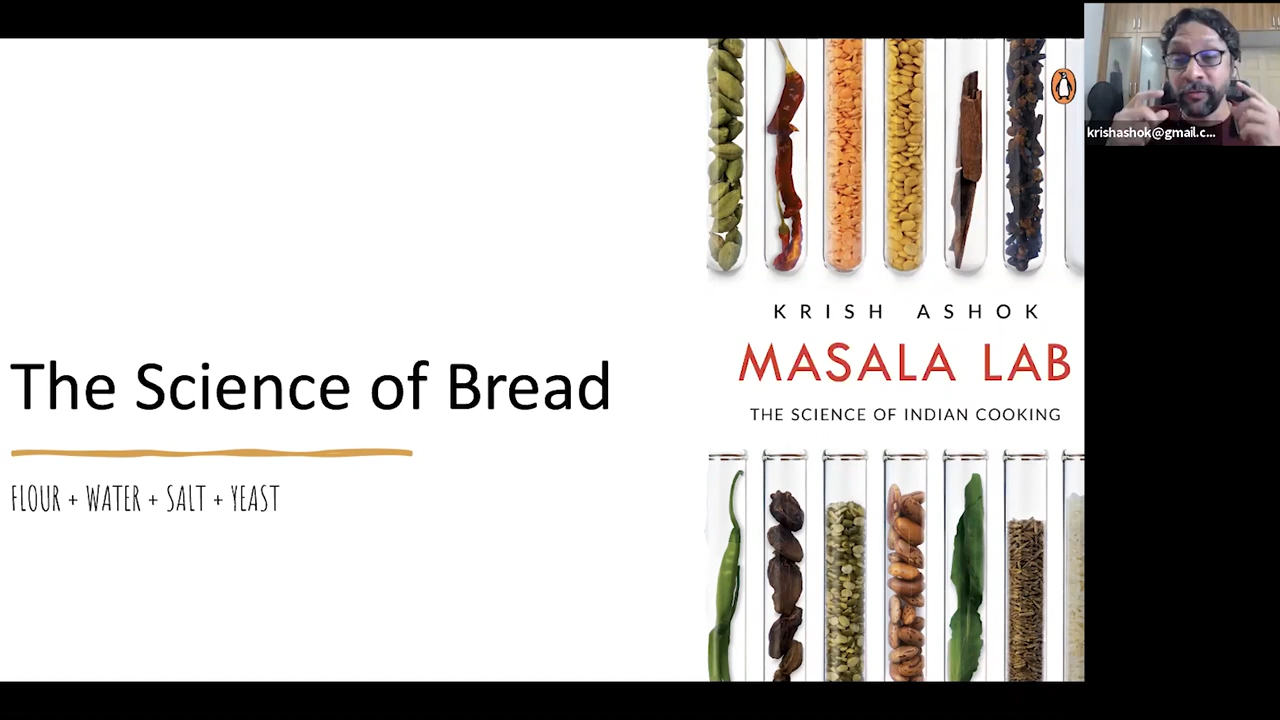 The Science of Bread
FLOUR + WATER + SALT + YEAST
KRISH ASHOK
MASALA LAB
THE SCIENCE OF INDIAN COOKING
krishashok@gmail.c...